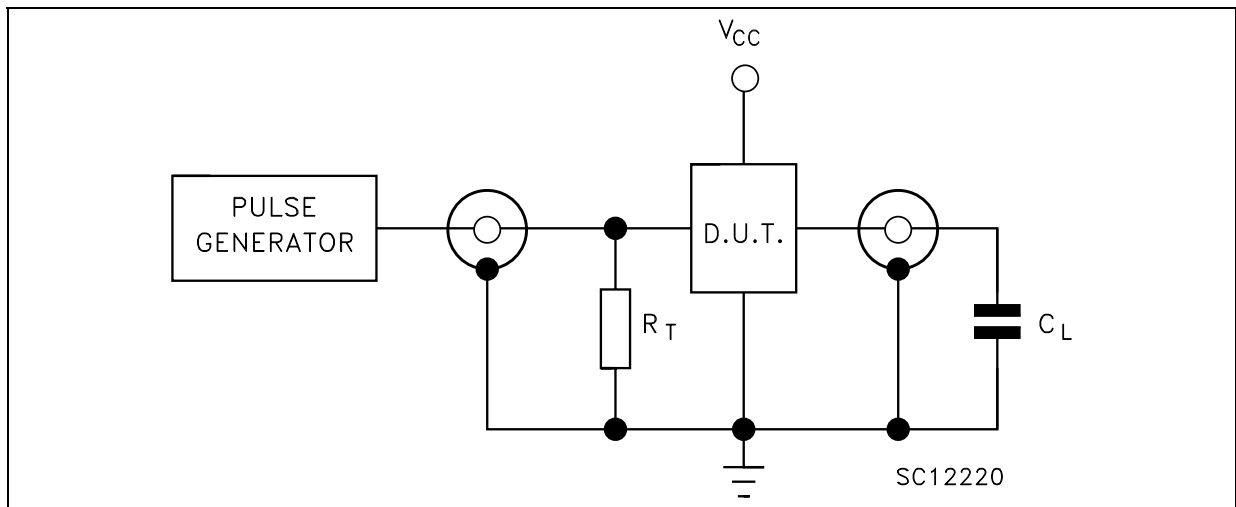 VCC
PULSE
GENERATOR
D.U.T.
RT
CL
SC12220